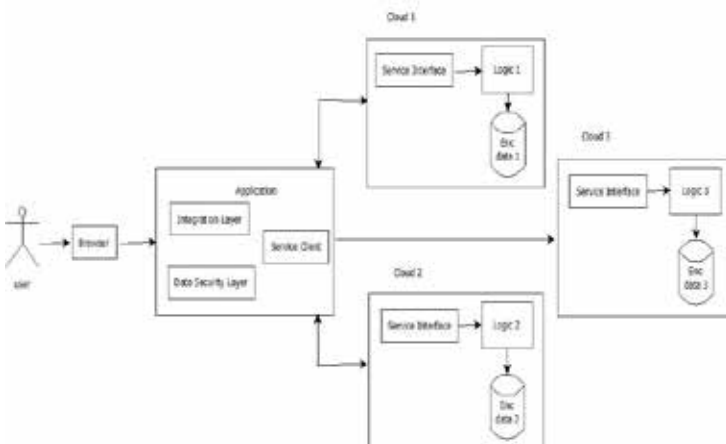 Cloud 1
Service Interface
Logic 1
Enc
data 1
Cloud 3
Service Interface
Logic 3
Enc
data 3
Application
Integration Layer
Service Client
Data Security Layer
Browser
user
Cloud 2
Service Interface
Logic 2
Enc
data 2